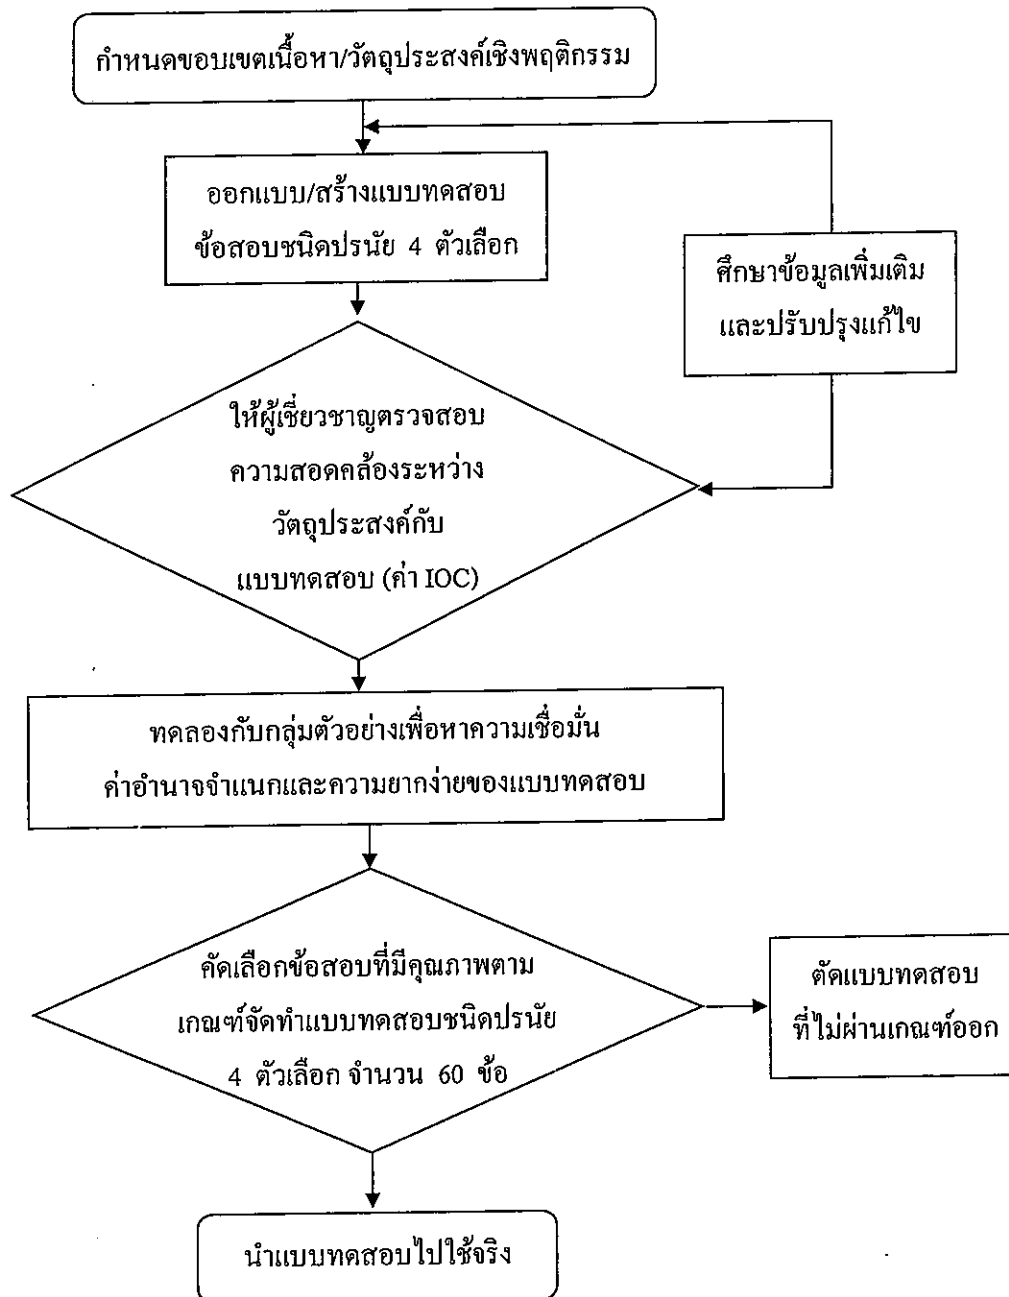 กำหนดขอบเขตเนื้อหา/วัตถุประสงค์เชิงพฤติกรรม
ออกแบบ/สร้างแบบทดสอบ
ข้อสอบชนิดปรนัย 4 ตัวเลือก
ศึกษาข้อมูลเพิ่มเติม
และปรับปรุงแก้ไข
ให้ผู้เชี่ยวชาญตรวจสอบ
ความสอดคล้องระหว่าง
วัตถุประสงค์กับ
แบบทดสอบ (ค่า IOC)
ทดลองกับกลุ่มตัวอย่างเพื่อหาความเชื่อมั่น
ค่าอำนาจจำแนกและความยากง่ายของแบบทดสอบ
คัดเลือกข้อสอบที่มีคุณภาพตาม
เกณฑ์จัดทำแบบทดสอบชนิดปรนัย
4 ตัวเลือก จำนวน 60 ข้อ
ตัดแบบทดสอบ
ที่ไม่ผ่านเกณฑ์ออก
นำแบบทดสอบไปใช้จริง